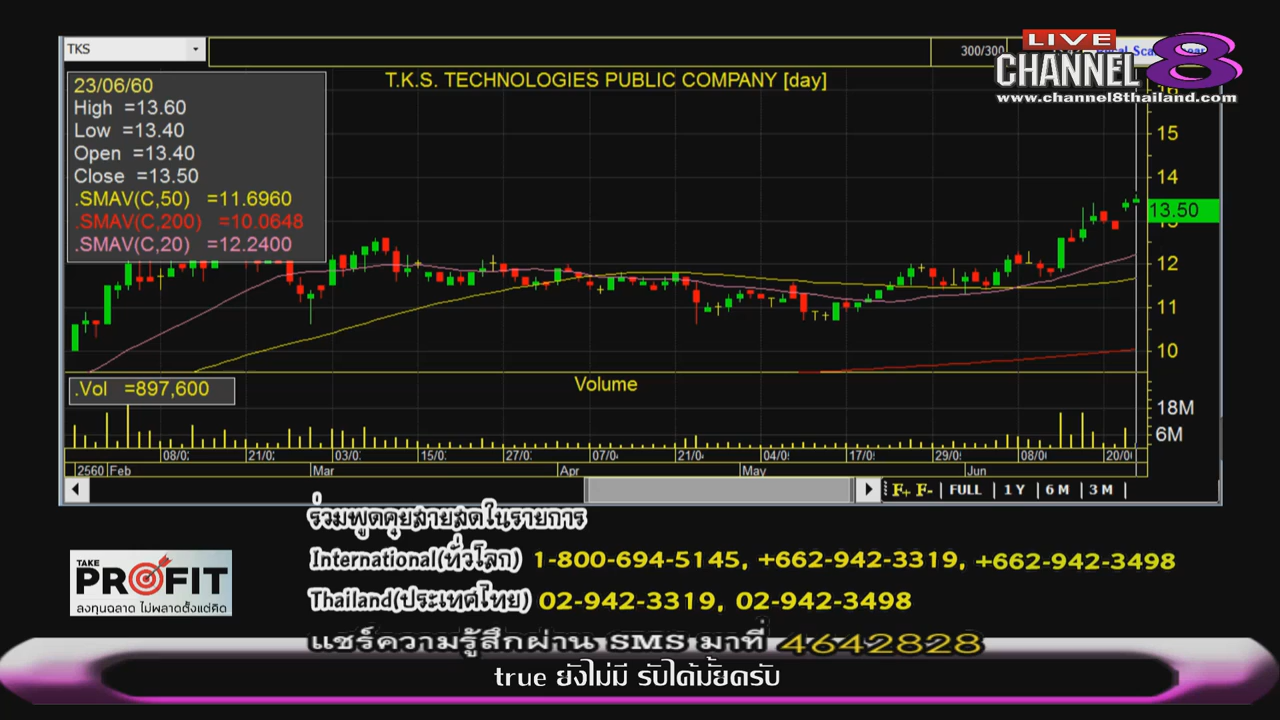 TKS
300/300
LIVE
CHANNEL 8
www.channel8thailand.com
T.K.S. TECHNOLOGIES PUBLIC COMPANY [day]
23/06/60
High =13.60
Low =13.40
Open =13.40
Close =13.50
.SMAV(C,50) =11.6960
.SMAV(C,200) =10.0648
.SMAV(C,20) =12.2400
15
14
13.50
13
12
11
10
.Vol =897,600
Volume
18M
6M
08/0 21/0 03/0 15/0 27/0 07/0 21/0 04/0 17/0 29/0 08/0 20/0
2560 Feb Mar Apr May Jun
F+ F- FULL 1 Y 6 M 3 M
ร่วมพูดคุยสายสดในรายการ
International(ทั่วโลก) 1-800-694-5145, +662-942-3319, +662-942-3498
TAKE
PROFIT
ลงทุนฉลาด ไม่พลาดตั้งแต่คิด
Thailand(ประเทศไทย) 02-942-3319, 02-942-3498
แชร์ความรู้สึกผ่าน SMS มาที่ 4642828
true ยังไม่มี รับได้มั้ยครับ